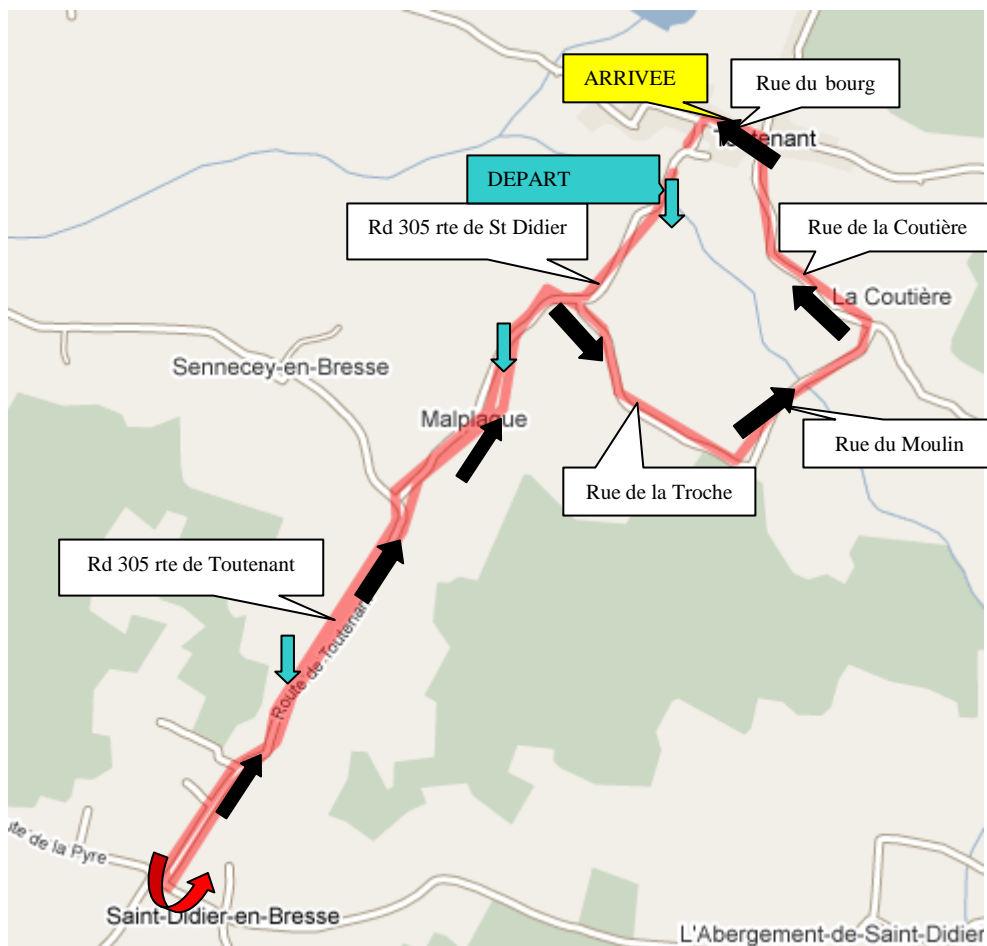 ARRIVEE
Rue du bourg
Toutenant
DEPART
Rd 305 rte de St Didier
Rue de la Coutière
La Coutière
Sennecey-en-Bresse
Malplaque
Rue du Moulin
Rue de la Troche
Rd 305 rte de Toutenant
Route de Toutenant
ute de la Pyre
Saint-Didier-en-Bresse
L'Abergement-de-Saint-Didier